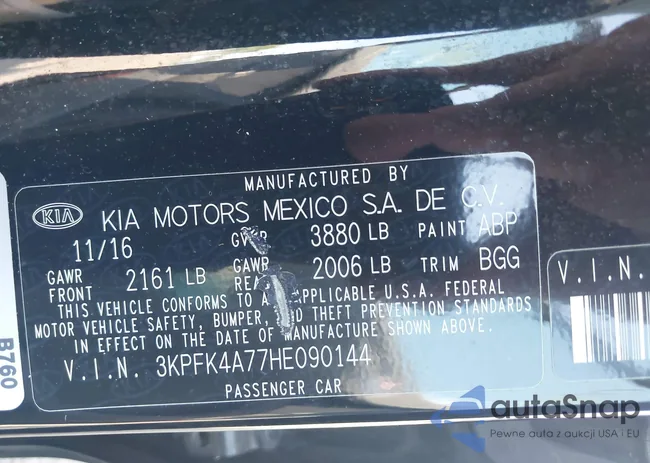 MANUFACTURED BY
KIA KIA MOTORS MEXICO S.A. DE C.V.
11/16 3880 LB PAINT ABP
GAWR FRONT 2161 LB GAWR 2006 LB TRIM BGG
THIS VEHICLE CONFORMS TO APPLICABLE U.S.A. FEDERAL
MOTOR VEHICLE SAFETY, BUMPER, THEFT PREVENTION STANDARDS
IN EFFECT ON THE DATE OF MANUFACTURE SHOWN ABOVE.
V.I.N. 3KPFK4A77HE090144
PASSENGER CAR
B760
V.I.N.
autoSnap
Pewne auta z aukcji USA i EU